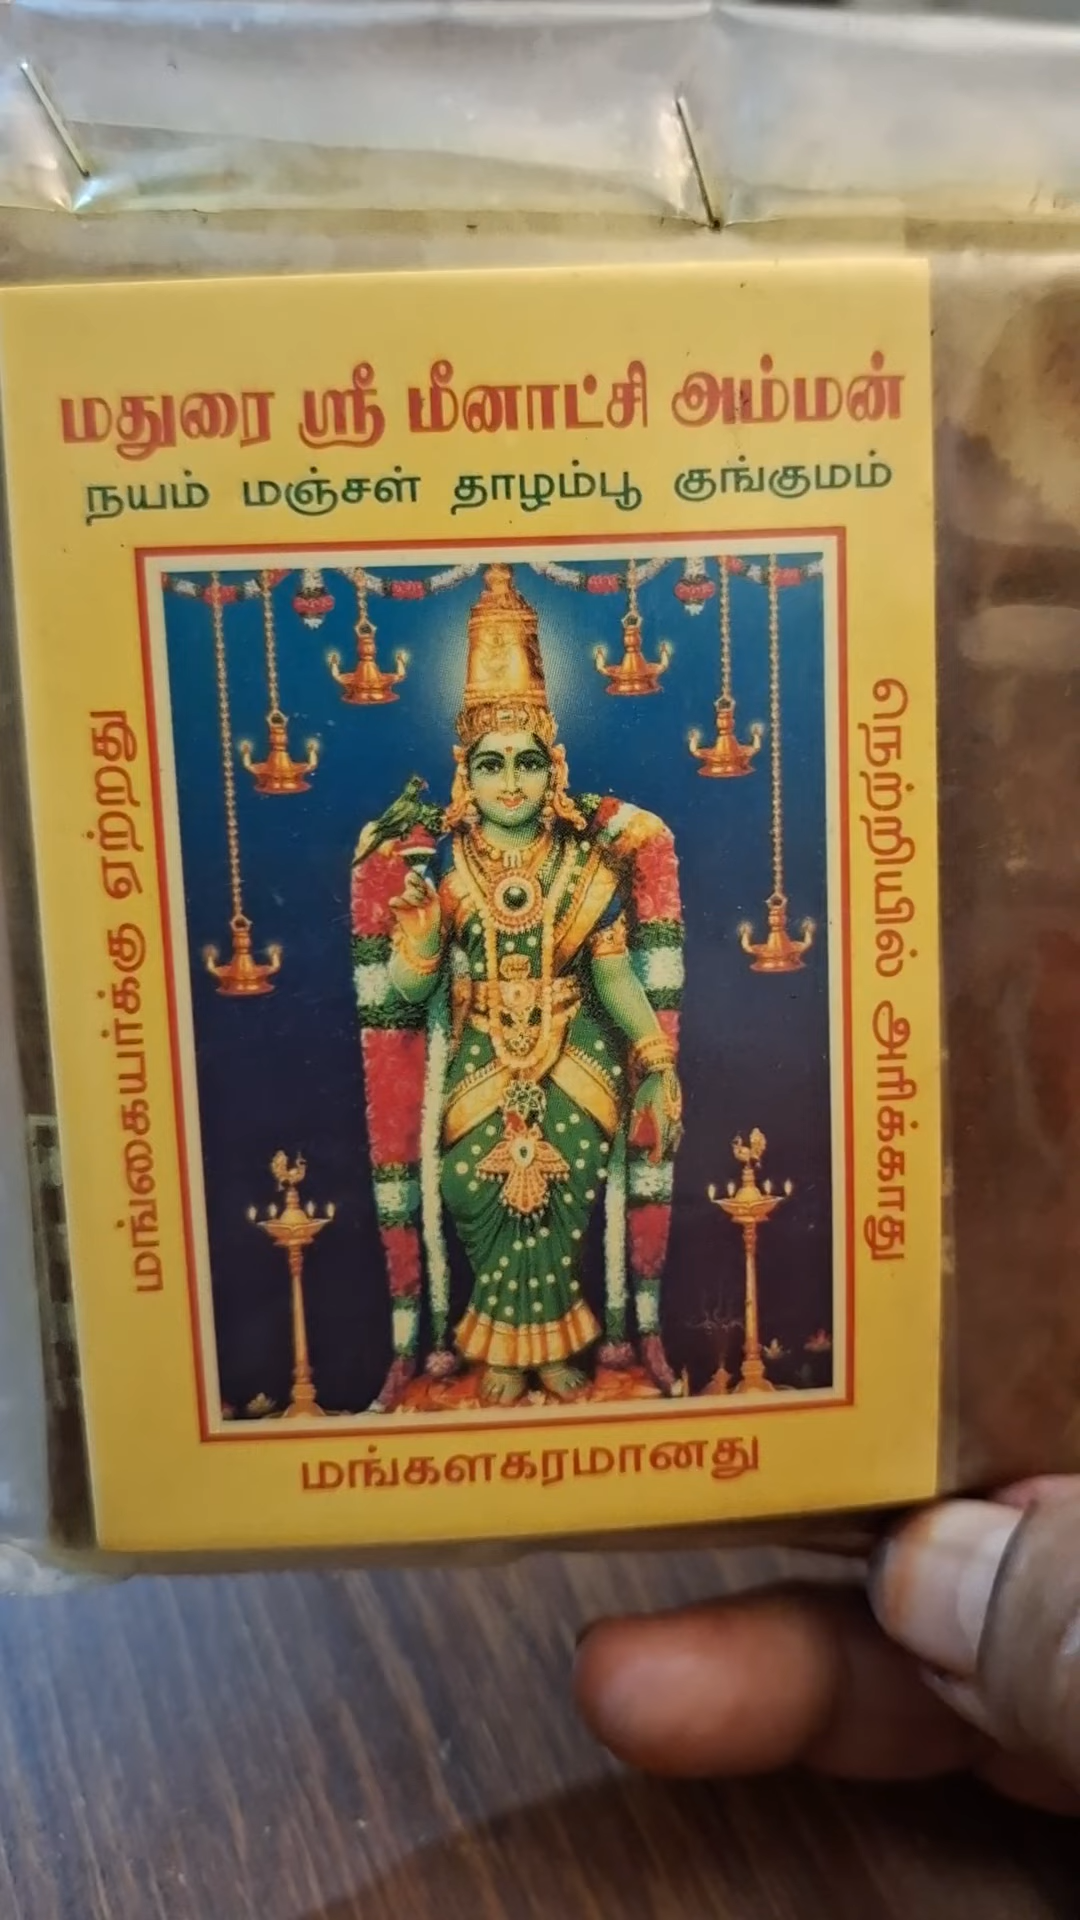 மதுரை ஸ்ரீ மீனாட்சி அம்மன்
நயம் மஞ்சள் தாழம்பூ குங்குமம்
மங்கையர்க்கு ஏற்றது
நெற்றியில் அரிக்காது
மங்களகரமானது